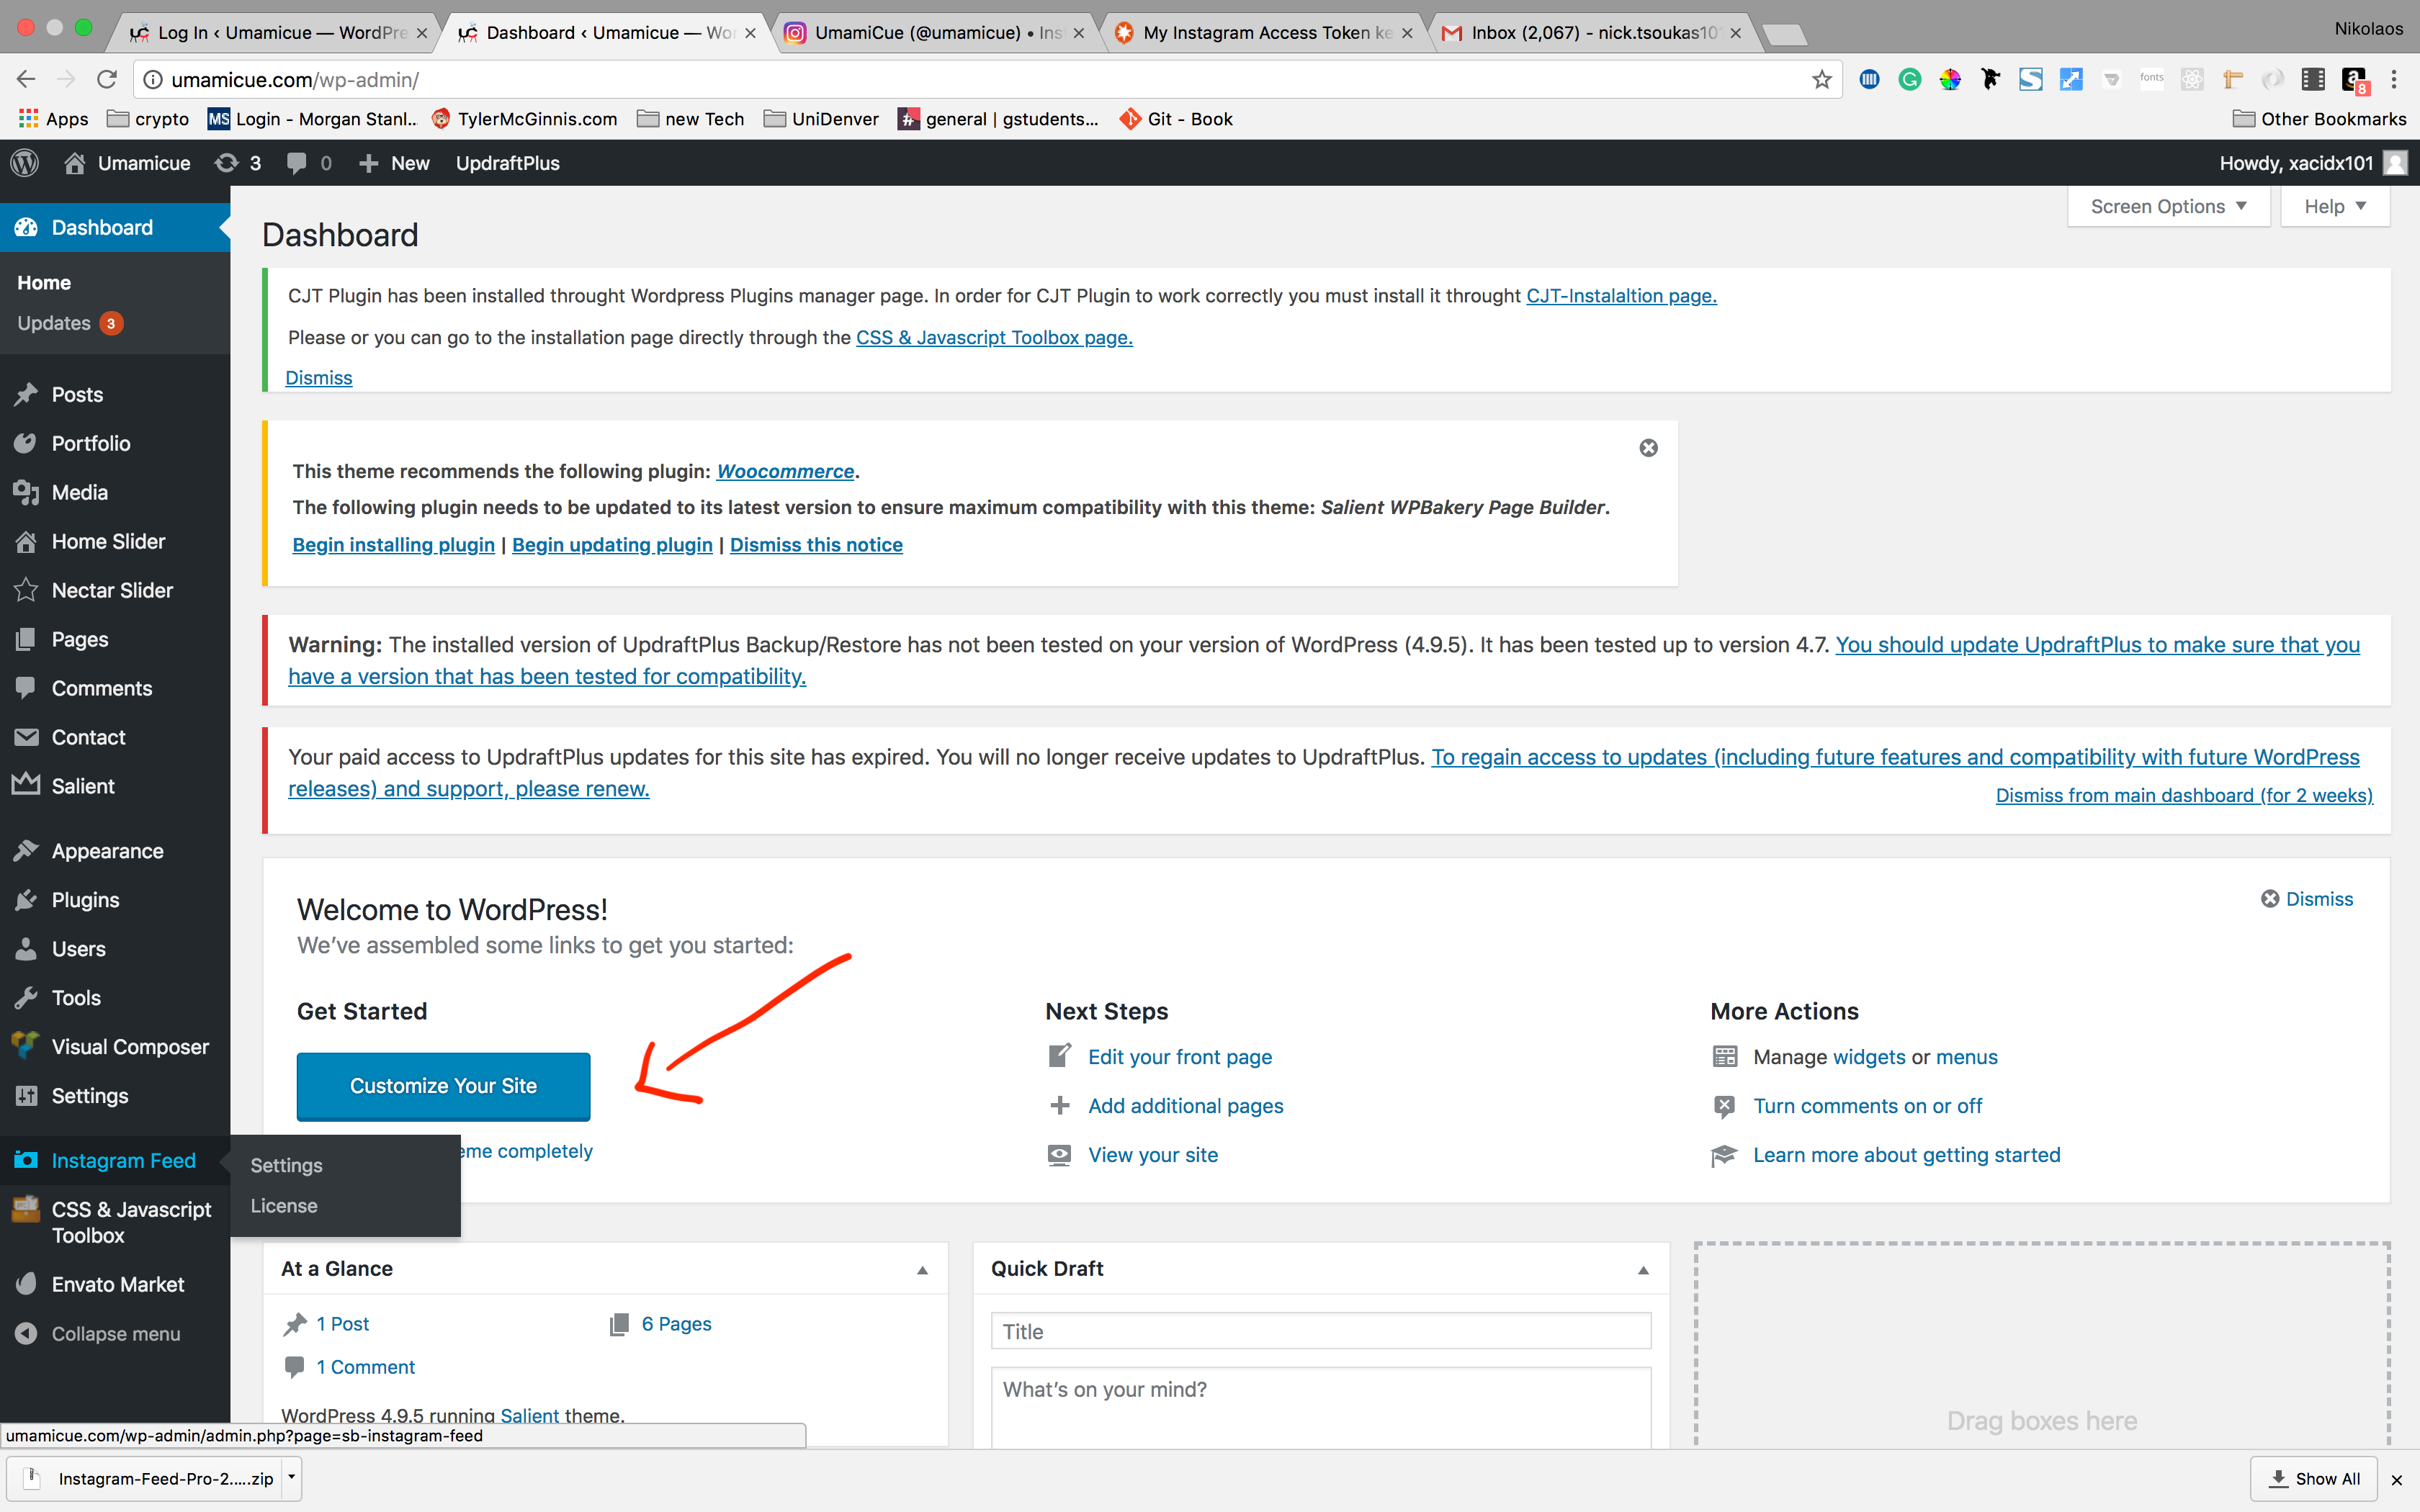 Log In ‹ Umamicue — WordPre
Dashboard ‹ Umamicue — Wor
UmamiCue (@umamicue) • Ins
My Instagram Access Token ke
Inbox (2,067) - nick.tsoukas10
Nikolaos
umamicue.com/wp-admin/
fonts
8
Apps
crypto
MS Login - Morgan Stanl...
TylerMcGinnis.com
new Tech
UniDenver
general | gstudents...
Git - Book
Other Bookmarks
Umamicue
3
0
New
UpdraftPlus
Howdy, xacidx101
Dashboard
Home
Updates 3
Posts
Portfolio
Media
Home Slider
Nectar Slider
Pages
Comments
Contact
Salient
Appearance
Plugins
Users
Tools
Visual Composer
Settings
Instagram Feed
CSS & Javascript
Toolbox
Envato Market
Collapse menu
Settings
License
Screen Options
Help
Dashboard
CJT Plugin has been installed throught Wordpress Plugins manager page. In order for CJT Plugin to work correctly you must install it throught CJT-Instalaltion page.
Please or you can go to the installation page directly through the CSS & Javascript Toolbox page.
Dismiss
This theme recommends the following plugin: Woocommerce.
The following plugin needs to be updated to its latest version to ensure maximum compatibility with this theme: Salient WPBakery Page Builder.
Begin installing plugin | Begin updating plugin | Dismiss this notice
Warning: The installed version of UpdraftPlus Backup/Restore has not been tested on your version of WordPress (4.9.5). It has been tested up to version 4.7. You should update UpdraftPlus to make sure that you
have a version that has been tested for compatibility.
Your paid access to UpdraftPlus updates for this site has expired. You will no longer receive updates to UpdraftPlus. To regain access to updates (including future features and compatibility with future WordPress
releases) and support, please renew.
Dismiss from main dashboard (for 2 weeks)
Welcome to WordPress!
Dismiss
We've assembled some links to get you started:
Get Started
Customize Your Site
eme completely
Next Steps
Edit your front page
Add additional pages
View your site
More Actions
Manage widgets or menus
Turn comments on or off
Learn more about getting started
At a Glance
1 Post
6 Pages
1 Comment
WordPress 4.9.5 running Salient theme.
Quick Draft
Title
What's on your mind?
Drag boxes here
umamicue.com/wp-admin/admin.php?page=sb-instagram-feed
Instagram-Feed-Pro-2.....zip
Show All